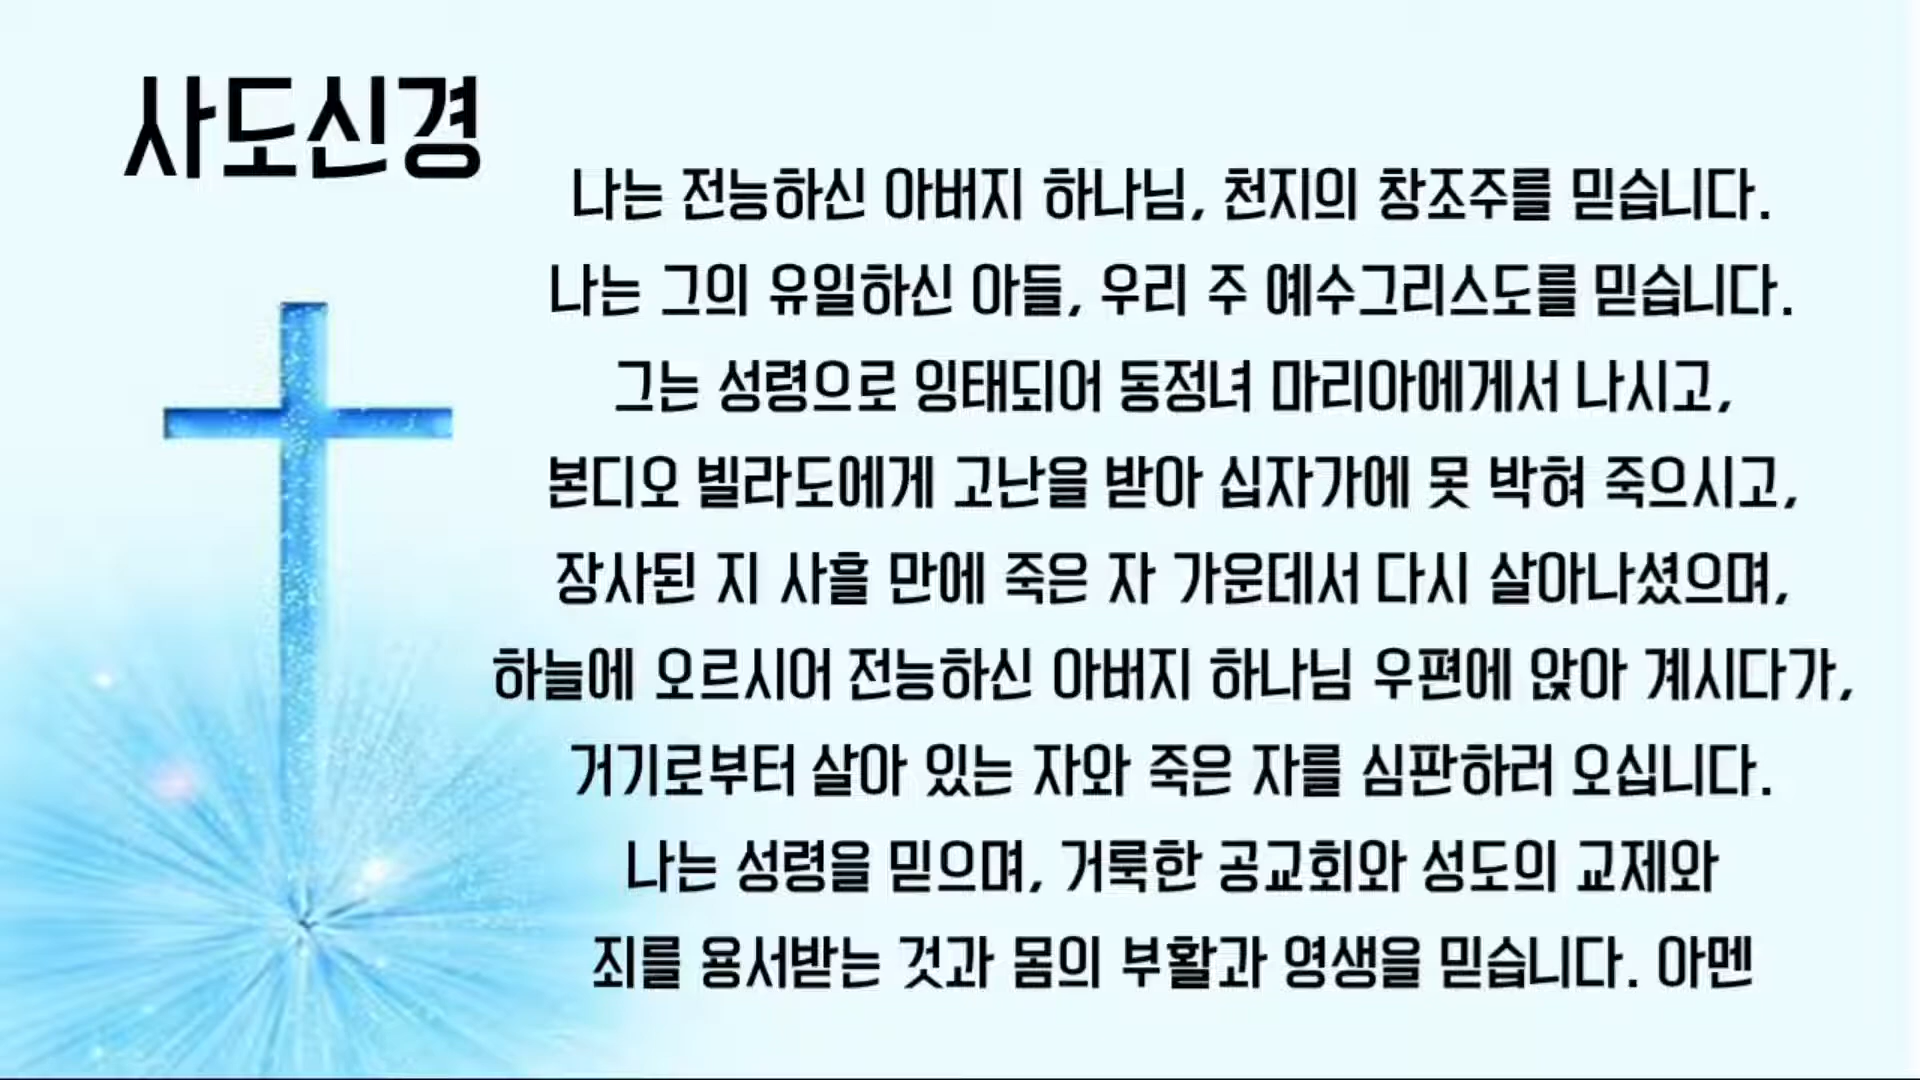 사도신경
나는 전능하신 아버지 하나님, 천지의 창조주를 믿습니다.
나는 그의 유일하신 아들, 우리 주 예수그리스도를 믿습니다.
그는 성령으로 잉태되어 동정녀 마리아에게서 나시고,
본디오 빌라도에게 고난을 받아 십자가에 못 박혀 죽으시고,
장사된 지 사흘 만에 죽은 자 가운데서 다시 살아나셨으며,
하늘에 오르시어 전능하신 아버지 하나님 우편에 앉아 계시다가,
거기로부터 살아 있는 자와 죽은 자를 심판하러 오십니다.
나는 성령을 믿으며, 거룩한 공교회와 성도의 교제와
죄를 용서받는 것과 몸의 부활과 영생을 믿습니다. 아멘